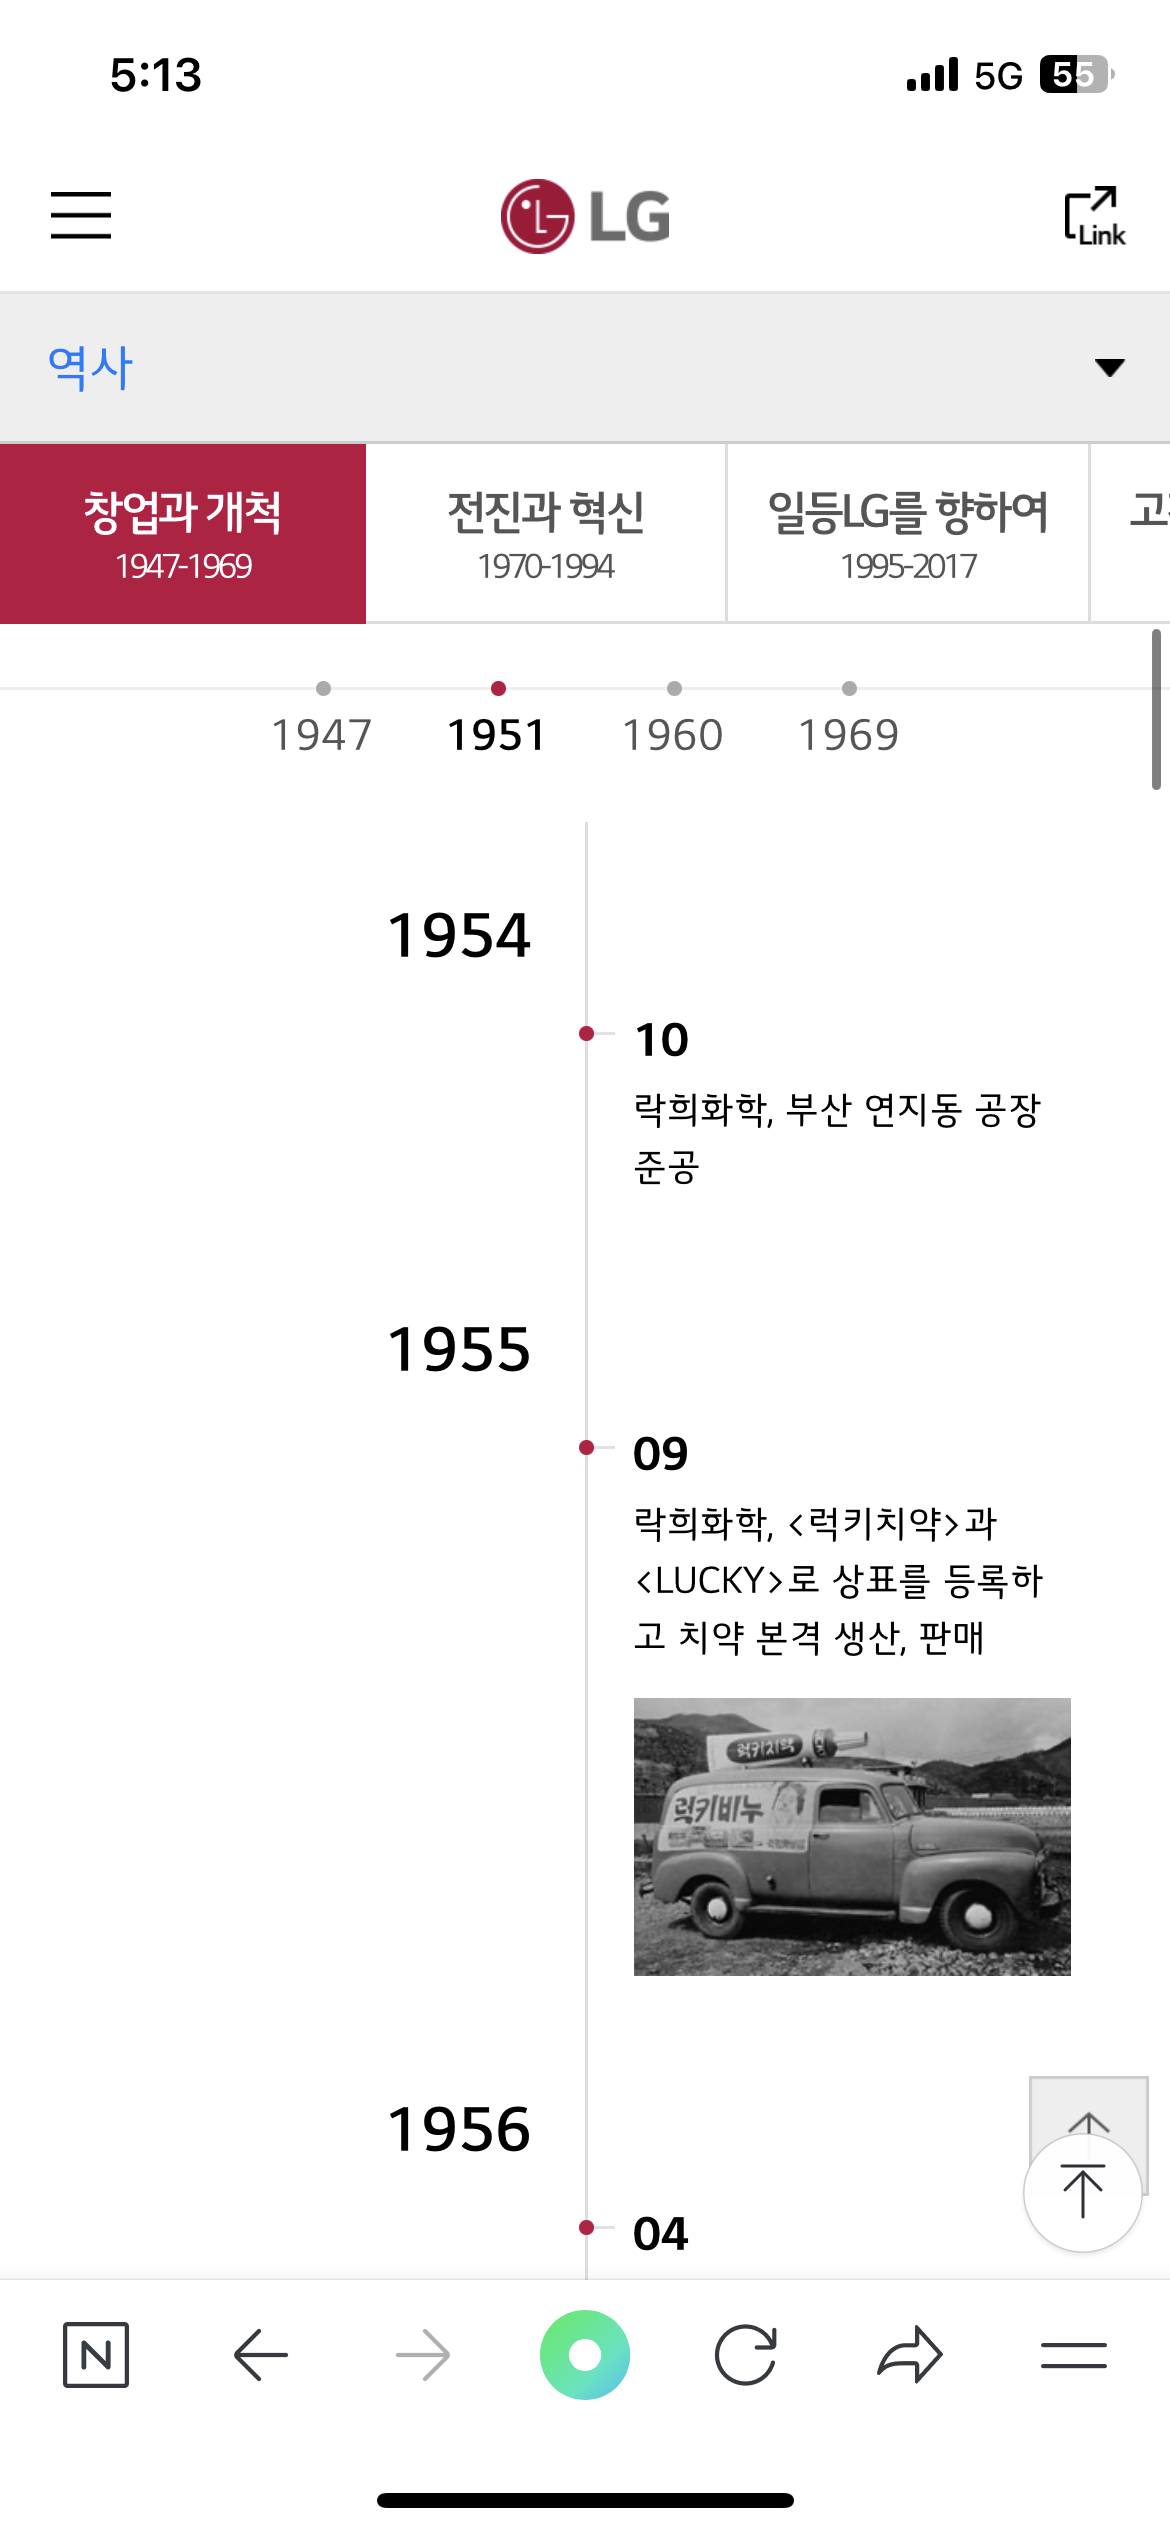 5:13
5G 55
LG
Link
역사
창업과 개척
1947-1969
전진과 혁신
1970-1994
일등LG를 향하여
1995-2017
1947
1951
1960
1969
1954
10
락희화학, 부산 연지동 공장
준공
1955
09
락희화학, <럭키치약>과
<LUCKY>로 상표를 등록하
고 치약 본격 생산, 판매
럭키치약
럭키비누
1956
04
N